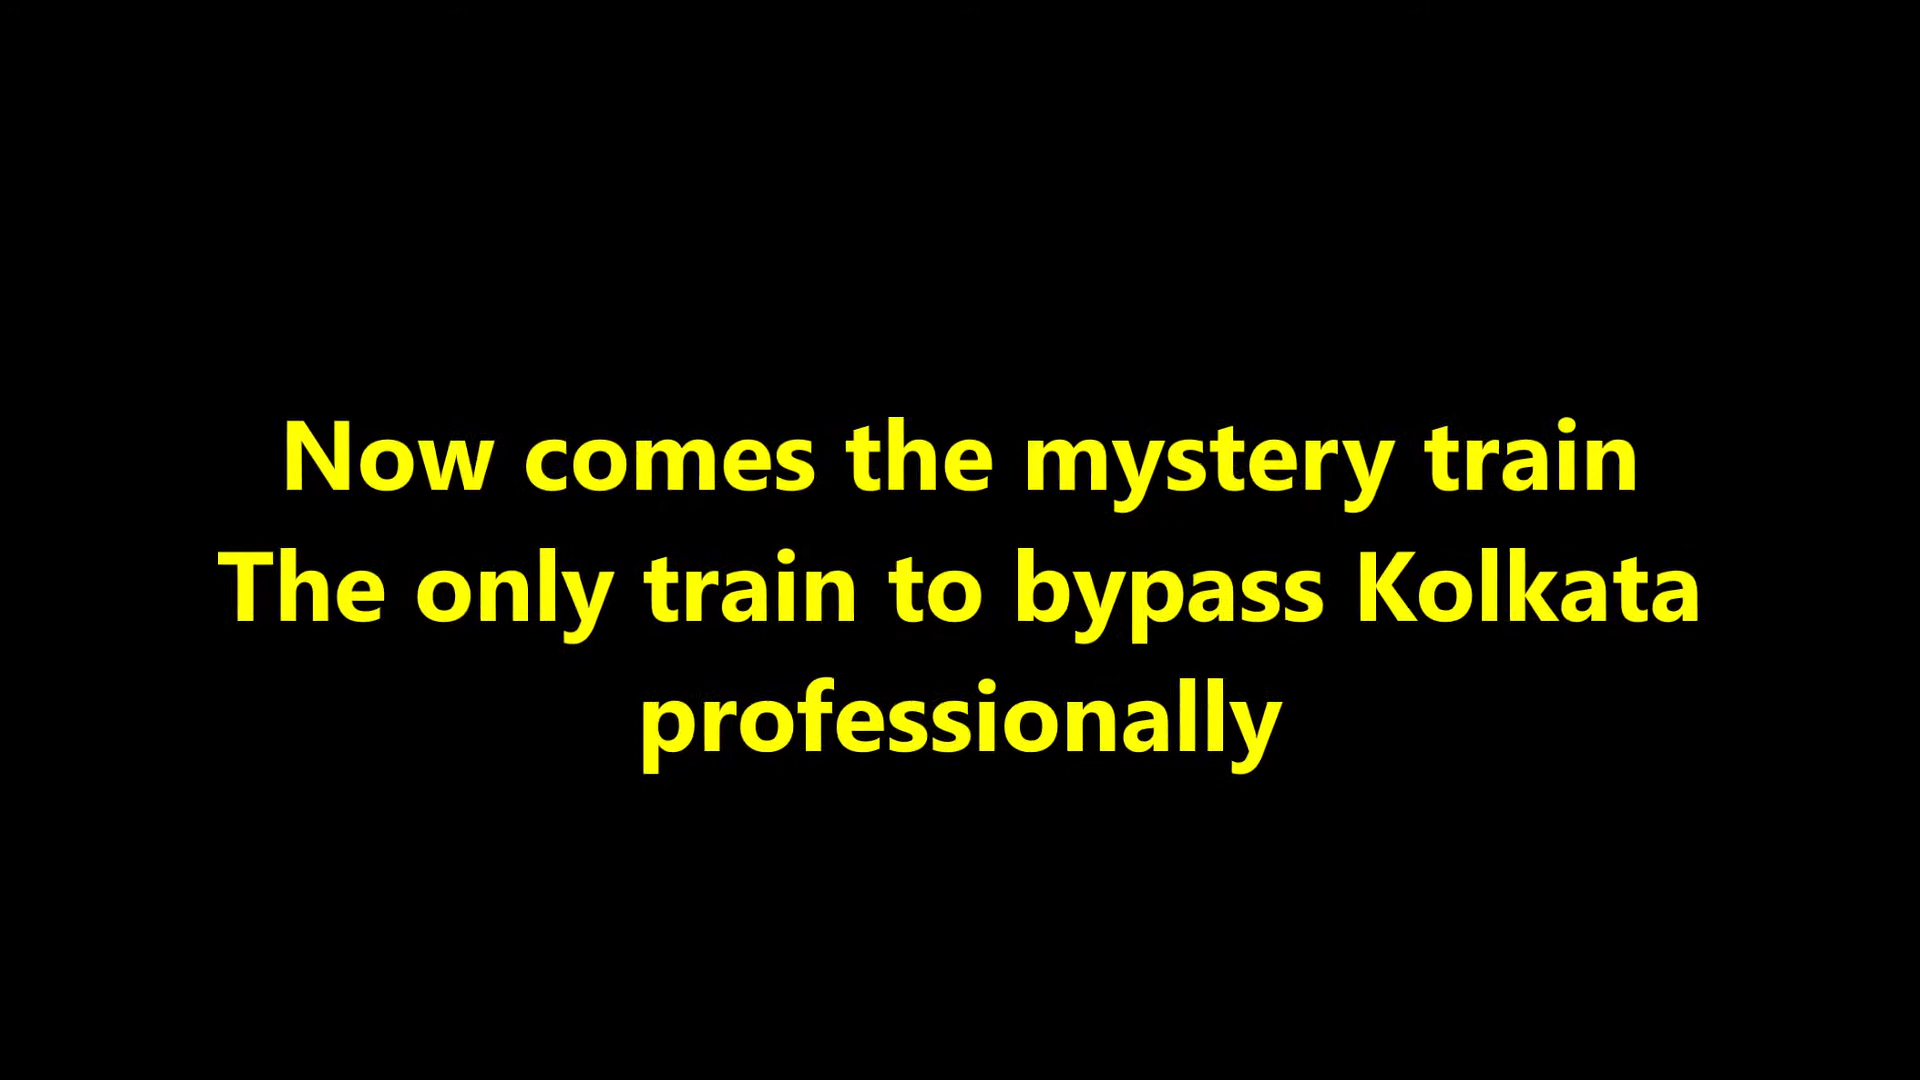 Now comes the mystery train
The only train to bypass Kolkata
professionally